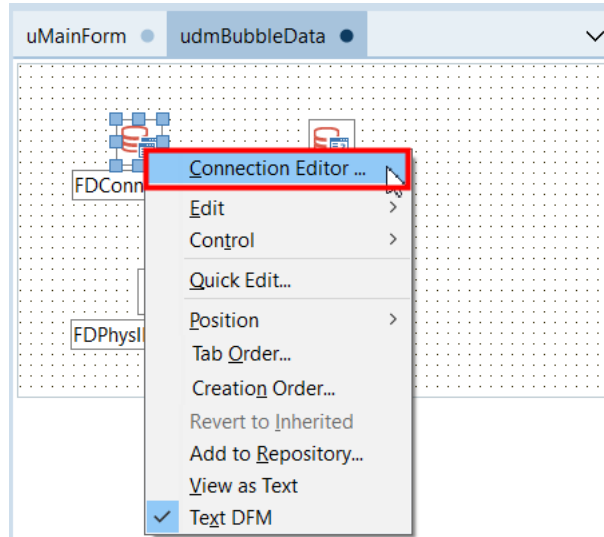 uMainForm
udmBubbleData
FDConn
Connection Editor ...
Edit
Control
Quick Edit...
FDPhysI
Position
Tab Order...
Creation Order...
Revert to Inherited
Add to Repository...
View as Text
Text DFM